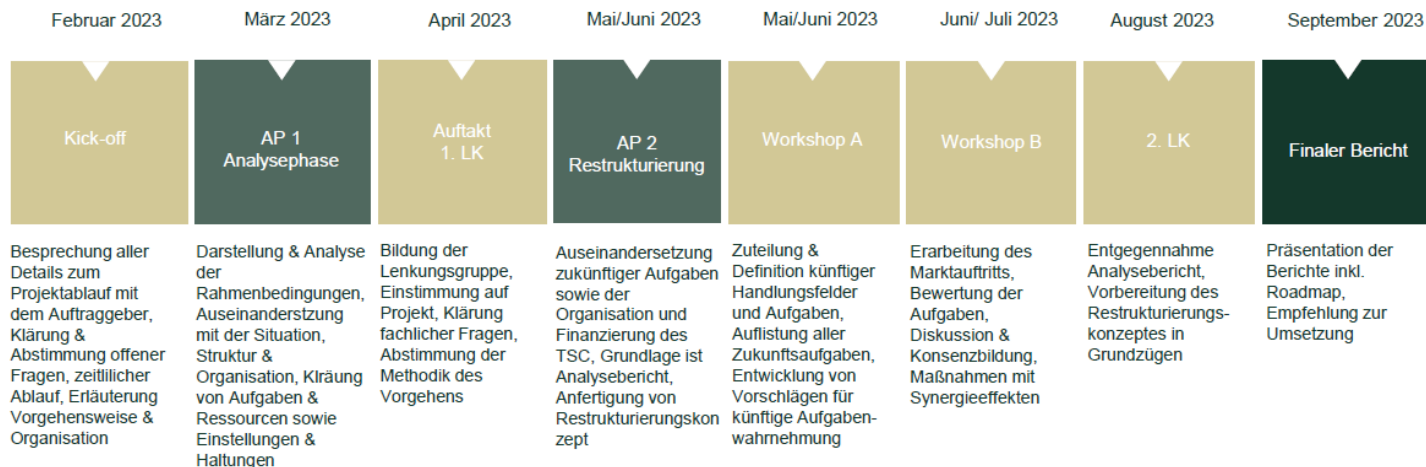 Februar 2023
März 2023
April 2023
Mai/Juni 2023
Mai/Juni 2023
Juni/ Juli 2023
August 2023
September 2023
Kick-off
AP 1
Analysephase
Auftakt
1. LK
AP 2
Restrukturierung
Workshop A
Workshop B
2. LK
Finaler Bericht
Besprechung aller
Details zum
Projektablauf mit
dem Auftraggeber,
Klärung &
Abstimmung offener
Fragen, zeitlilicher
Ablauf, Erläuterung
Vorgehensweise &
Organisation
Darstellung & Analyse
der
Rahmenbedingungen,
Auseinanderstzung
mit der Situation,
Struktur &
Organisation, Klräung
von Aufgaben &
Ressourcen sowie
Einstellungen &
Haltungen
Bildung der
Lenkungsgruppe,
Einstimmung auf
Projekt, Klärung
fachlicher Fragen,
Abstimmung der
Methodik des
Vorgehens
Auseinandersetzung
zukünftiger Aufgaben
sowie der
Organisation und
Finanzierung des
TSC, Grundlage ist
Analysebericht,
Anfertigung von
Restrukturierungskon
zept
Zuteilung &
Definition künftiger
Handlungsfelder
und Aufgaben,
Auflistung aller
Zukunftsaufgaben,
Entwicklung von
Vorschlägen für
künftige Aufgaben-
wahrnehmung
Erarbeitung des
Marktauftritts,
Bewertung der
Aufgaben,
Diskussion &
Konsenzbildung,
Maßnahmen mit
Synergieeffekten
Entgegennahme
Analysebericht,
Vorbereitung des
Restrukturierungs-
konzeptes in
Grundzügen
Präsentation der
Berichte inkl.
Roadmap,
Empfehlung zur
Umsetzung